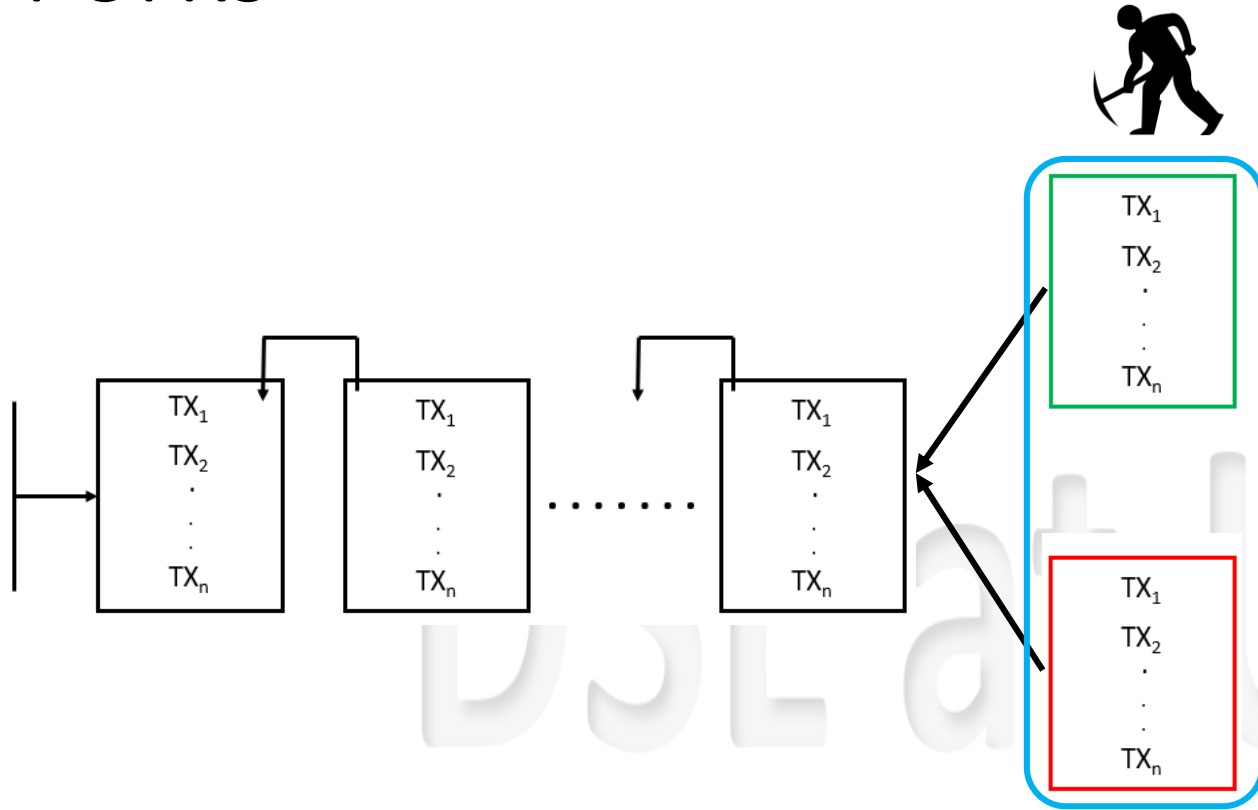 TX₁
TX₂
.
.
.
TXₙ
TX₁
TX₂
.
.
.
TXₙ
.......
TX₁
TX₂
.
.
.
TXₙ
TX₁
TX₂
.
.
.
TXₙ
TX₁
TX₂
.
.
.
TXₙ